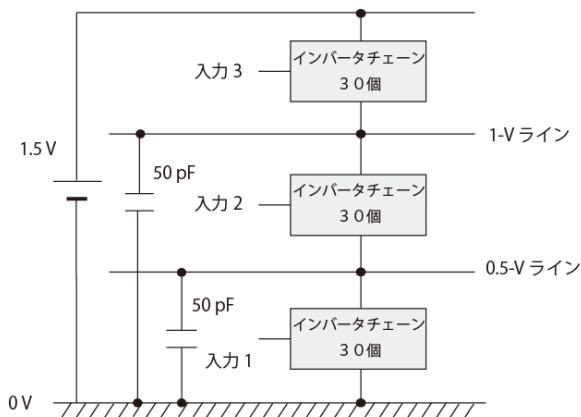 インバータチェーン
３０個
入力 3
1-V ライン
1.5 V
50 pF
インバータチェーン
３０個
入力 2
0.5-V ライン
50 pF
インバータチェーン
３０個
入力 1
0 V